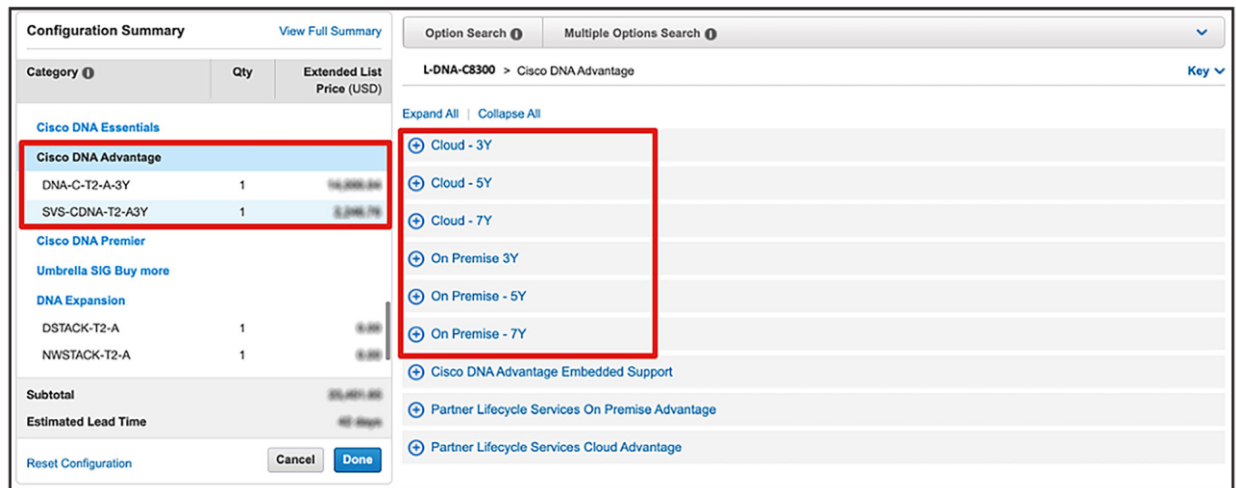 Configuration Summary View Full Summary
Category Qty Extended List
Price (USD)
Cisco DNA Essentials
Cisco DNA Advantage
DNA-C-T2-A-3Y 1
SVS-CDNA-T2-A3Y 1
Cisco DNA Premier
Umbrella SIG Buy more
DNA Expansion
DSTACK-T2-A 1
NWSTACK-T2-A 1
Subtotal
Estimated Lead Time
Reset Configuration Cancel Done
Option Search Multiple Options Search
L-DNA-C8300 > Cisco DNA Advantage Key
Expand All | Collapse All
Cloud - 3Y
Cloud - 5Y
Cloud - 7Y
On Premise 3Y
On Premise - 5Y
On Premise - 7Y
Cisco DNA Advantage Embedded Support
Partner Lifecycle Services On Premise Advantage
Partner Lifecycle Services Cloud Advantage